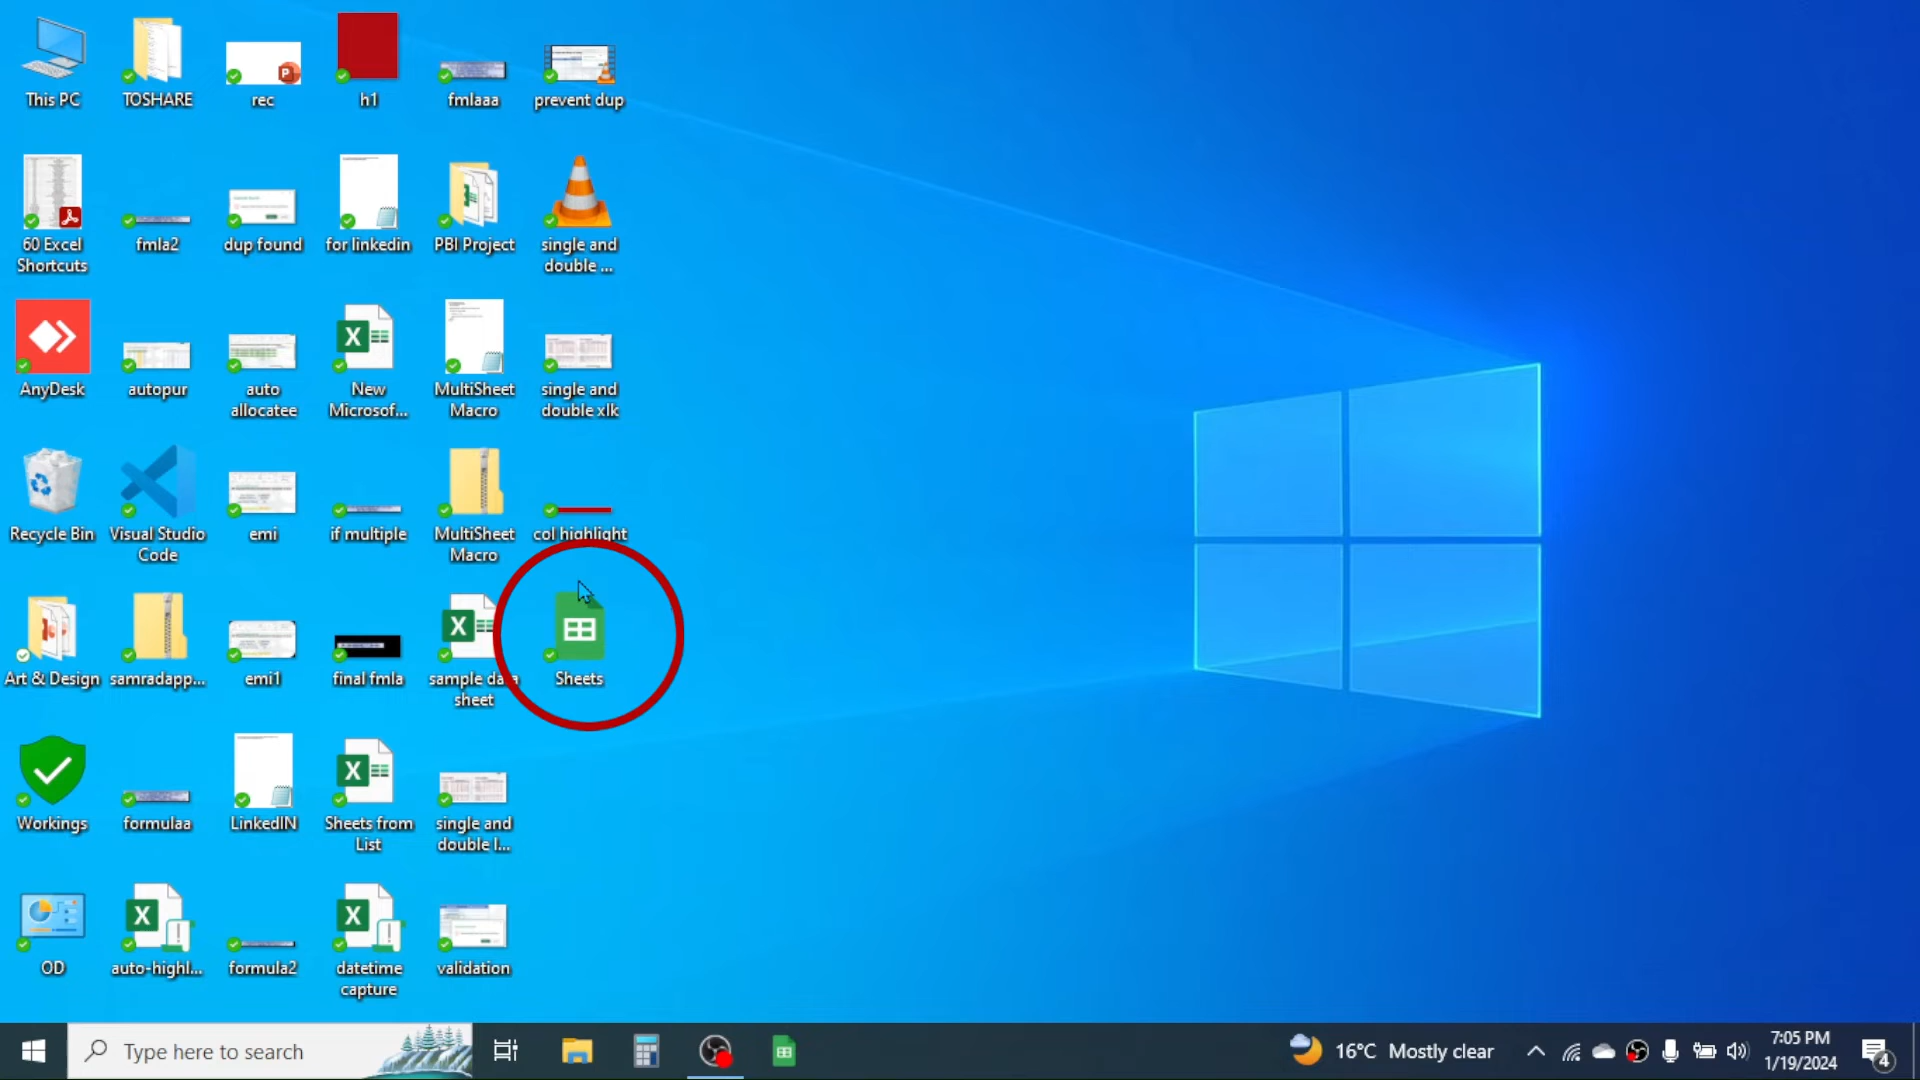 This PC
TOSHARE
rec
h1
fmlaaa
prevent dup
60 Excel
Shortcuts
fmla2
dup found
for linkedin
PBI Project
single and
double ...
AnyDesk
autopur
auto
allocatee
New
Microsof...
MultiSheet
Macro
single and
double xlk
Recycle Bin
Visual Studio
Code
emi
if multiple
MultiSheet
Macro
col highlight
Art & Design
samradapp...
emi1
final fmla
sample data
sheet
Sheets
Workings
formulaa
LinkedIN
Sheets from
List
single and
double l...
OD
auto-highl...
formula2
datetime
capture
validation
Type here to search
16°C Mostly clear
7:05 PM
1/19/2024
4